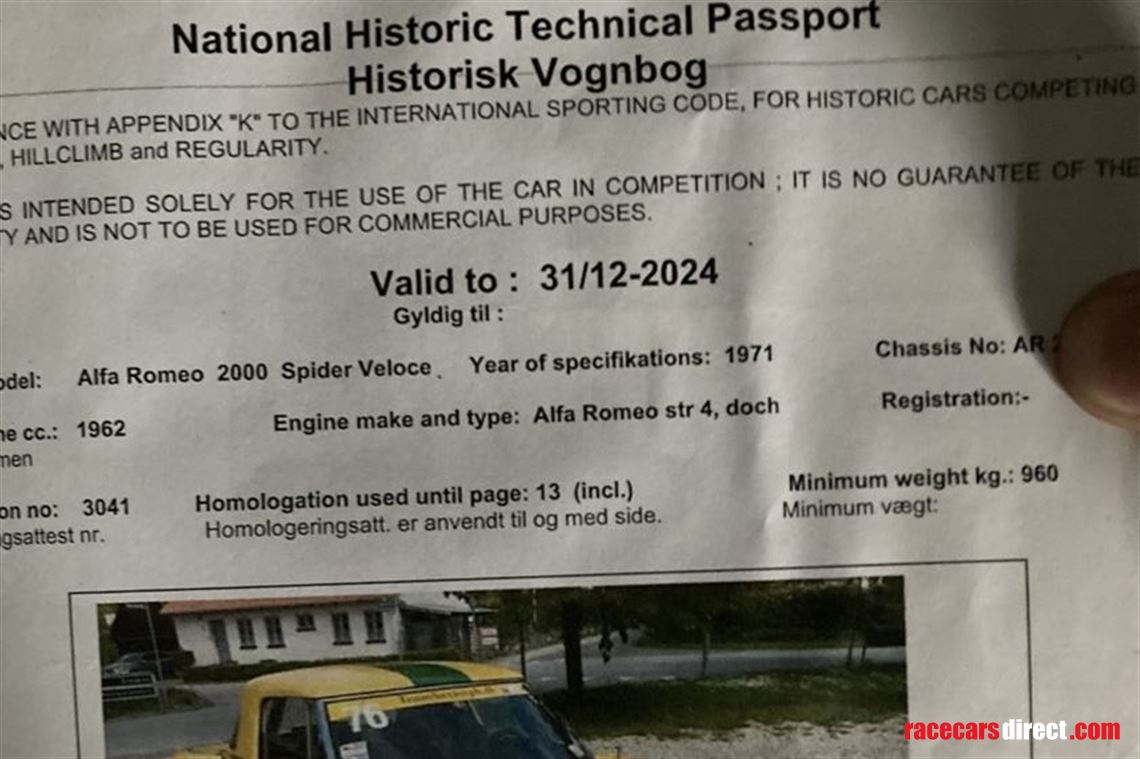 National Historic Technical Passport
Historisk Vognbog
NCE WITH APPENDIX "K" TO THE INTERNATIONAL SPORTING CODE, FOR HISTORIC CARS COMPETING
, HILLCLIMB and REGULARITY.
S INTENDED SOLELY FOR THE USE OF THE CAR IN COMPETITION ; IT IS NO GUARANTEE OF THE
Y AND IS NOT TO BE USED FOR COMMERCIAL PURPOSES.
Valid to : 31/12-2024
Gyldig til :
odel: Alfa Romeo 2000 Spider Veloce . Year of specifikations: 1971 Chassis No: AR
ne cc.: 1962 Engine make and type: Alfa Romeo str 4, doch Registration:-
men
on no: 3041 Homologation used until page: 13 (incl.) Minimum weight kg.: 960
gsattest nr. Homologeringsatt. er anvendt til og med side. Minimum vægt:
76
racecarsdirect.com